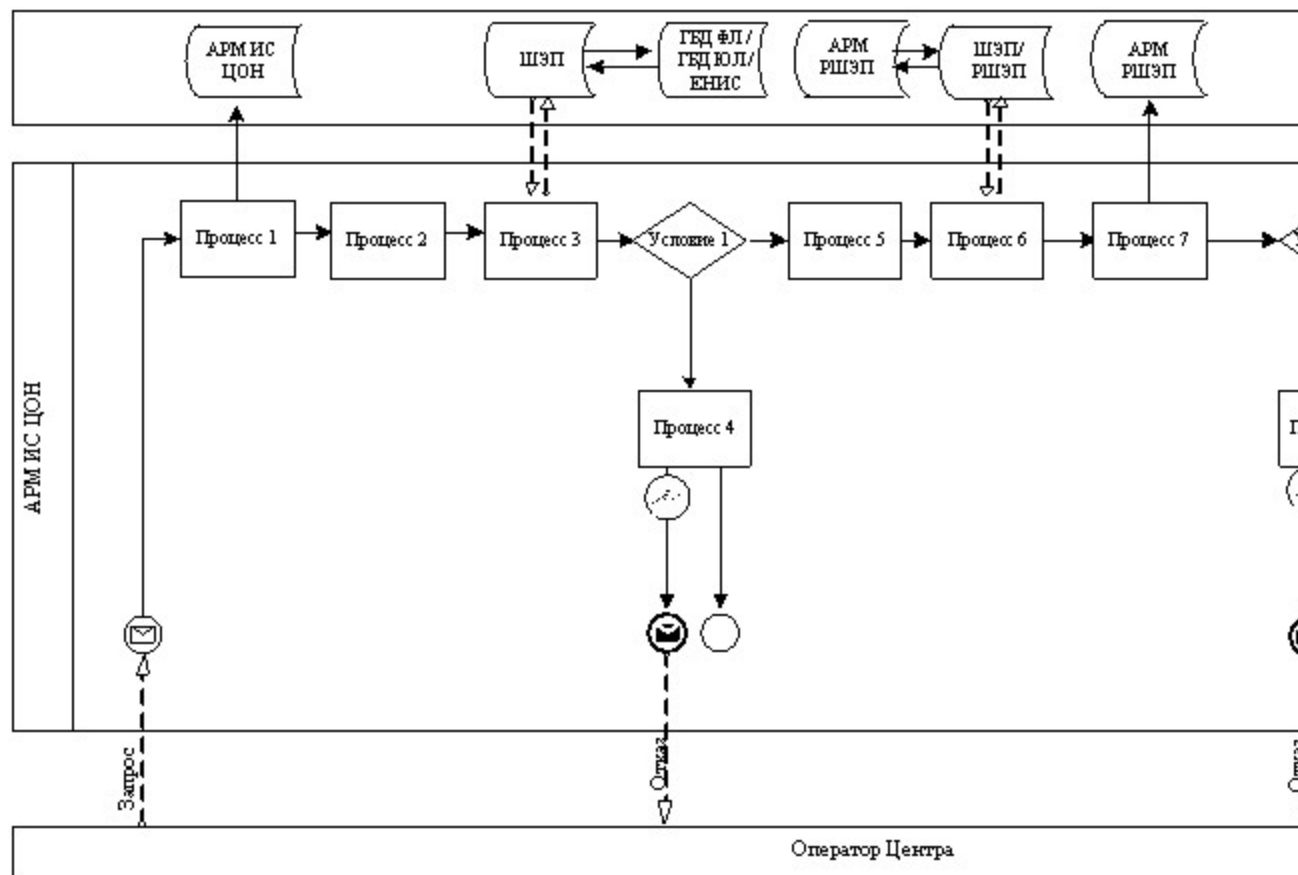 АРМ ИС
ЦОН
ШЭП
ГБД ФЛ /
ГБД ЮЛ /
ЕНИС
АРМ
РШЭП
ШЭП/
РШЭП
АРМ
РШЭП
АРМ ИС ЦОН
Процесс 1
Процесс 2
Процесс 3
Условие 1
Процесс 5
Процесс 6
Процесс 7
Процесс 4
Запрос
Отказ
Отказ
Оператор Центра